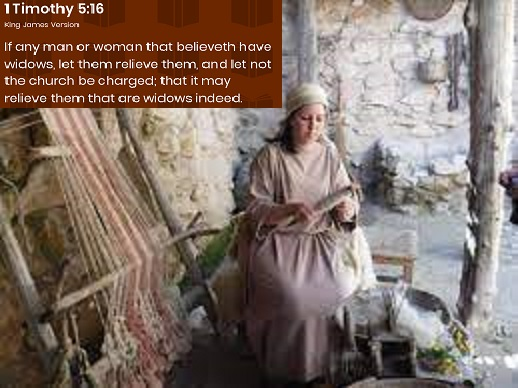 1 Timothy 5:16
King James Version
If any man or woman that believeth have
widows, let them relieve them, and let not
the church be charged; that it may
relieve them that are widows indeed.